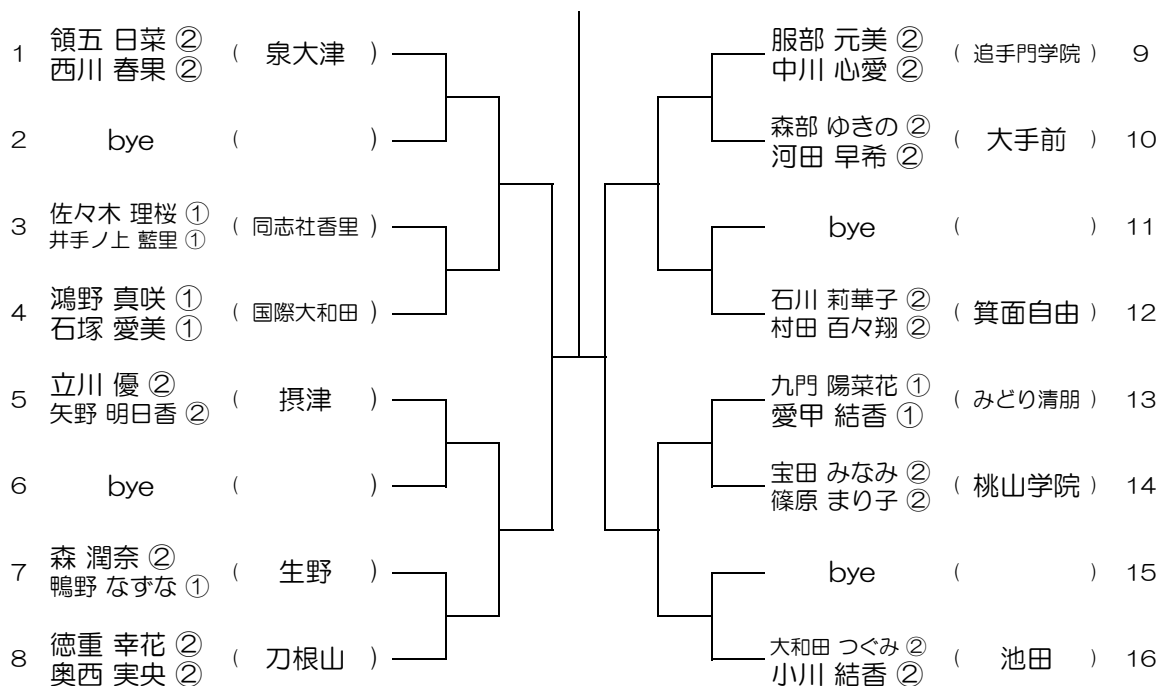 1 領五 日菜 ② ( 泉大津 )
西川 春果 ②
2 bye ( )
3 佐々木 理桜 ① ( 同志社香里 )
井手ノ上 藍里 ①
4 鴻野 真咲 ① ( 国際大和田 )
石塚 愛美 ①
5 立川 優 ② ( 摂津 )
矢野 明日香 ②
6 bye ( )
7 森 潤奈 ② ( 生野 )
鴨野 なずな ①
8 徳重 幸花 ② ( 刀根山 )
奥西 実央 ②
服部 元美 ② ( 追手門学院 ) 9
中川 心愛 ②
森部 ゆきの ② ( 大手前 ) 10
河田 早希 ②
bye ( ) 11
石川 莉華子 ② ( 箕面自由 ) 12
村田 百々翔 ②
九門 陽菜花 ① ( みどり清朋 ) 13
愛甲 結香 ①
宝田 みなみ ② ( 桃山学院 ) 14
篠原 まり子 ②
bye ( ) 15
大和田 つぐみ ② ( 池田 ) 16
小川 結香 ②